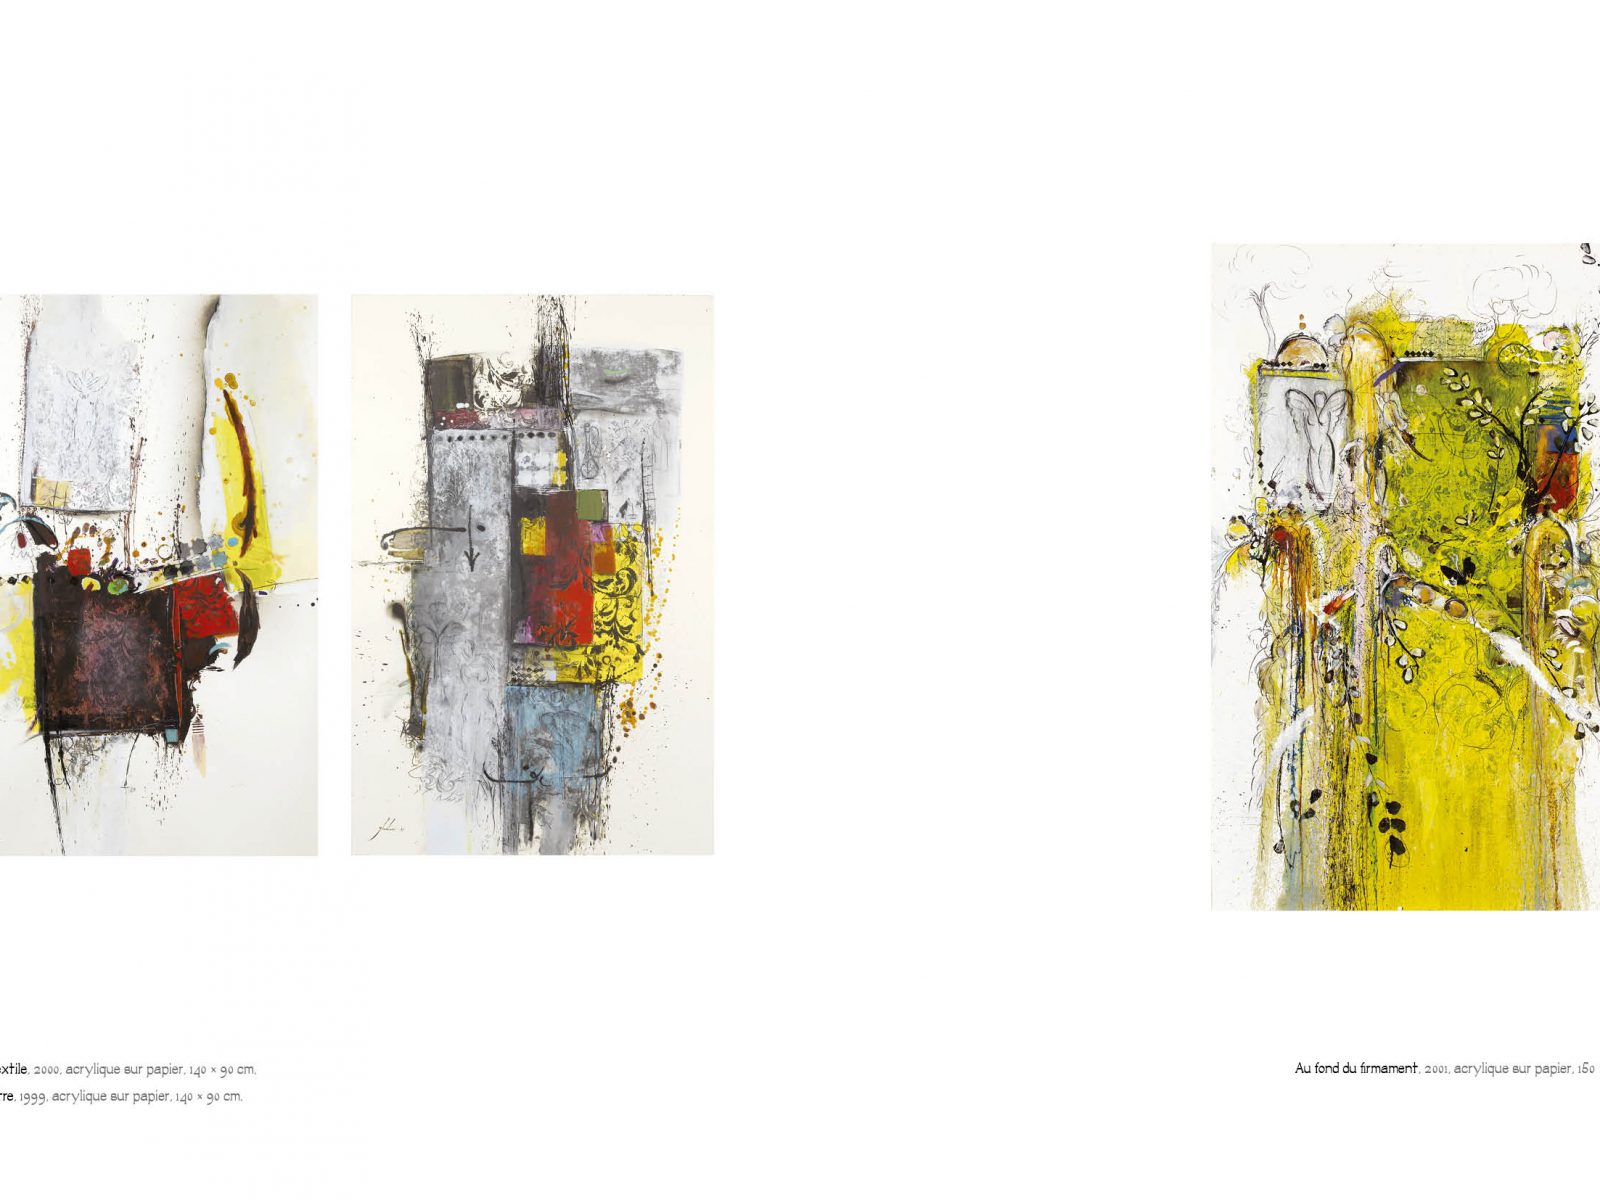 extile, 2000, acrylique sur papier, 140 × 90 cm.
rre, 1999, acrylique sur papier, 140 × 90 cm.
Au fond du firmament, 2001, acrylique sur papier, 150